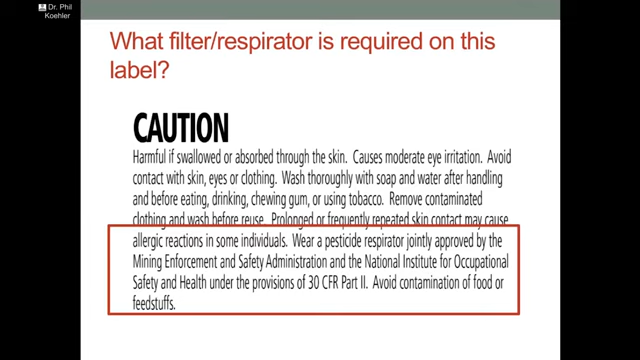 Dr. Phil
Koehler
What filter/respirator is required on this
label?
CAUTION
Harmful if swallowed or absorbed through the skin. Causes moderate eye irritation. Avoid
contact with skin, eyes or clothing. Wash thoroughly with soap and water after handling
and before eating, drinking, chewing gum, or using tobacco. Remove contaminated
clothing and wash before reuse. Prolonged or frequently repeated skin contact may cause
allergic reactions in some individuals. Wear a pesticide respirator jointly approved by the
Mining Enforcement and Safety Administration and the National Institute for Occupational
Safety and Health under the provisions of 30 CFR Part II. Avoid contamination of food or
feedstuffs.